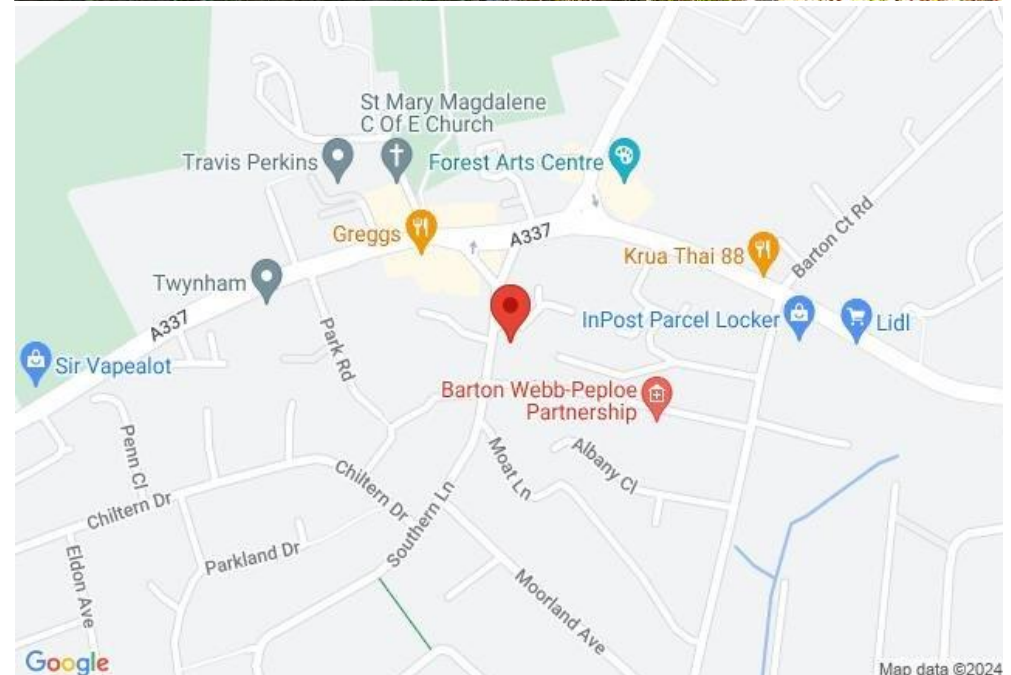 St Mary Magdalene
C Of E Church
Travis Perkins
Forest Arts Centre
Greggs
A337
Krua Thai 88
Barton Ct Rd
Twynham
A337
InPost Parcel Locker
Lidl
Park Rd
Sir Vapealot
Barton Webb-Peploe
Partnership
Penn Cl
Moat Ln
Albany Cl
Chiltern Dr
Chiltern Dr
Southern Ln
Parkland Dr
Eldon Ave
Moorland Ave
Google
Map data ©2024